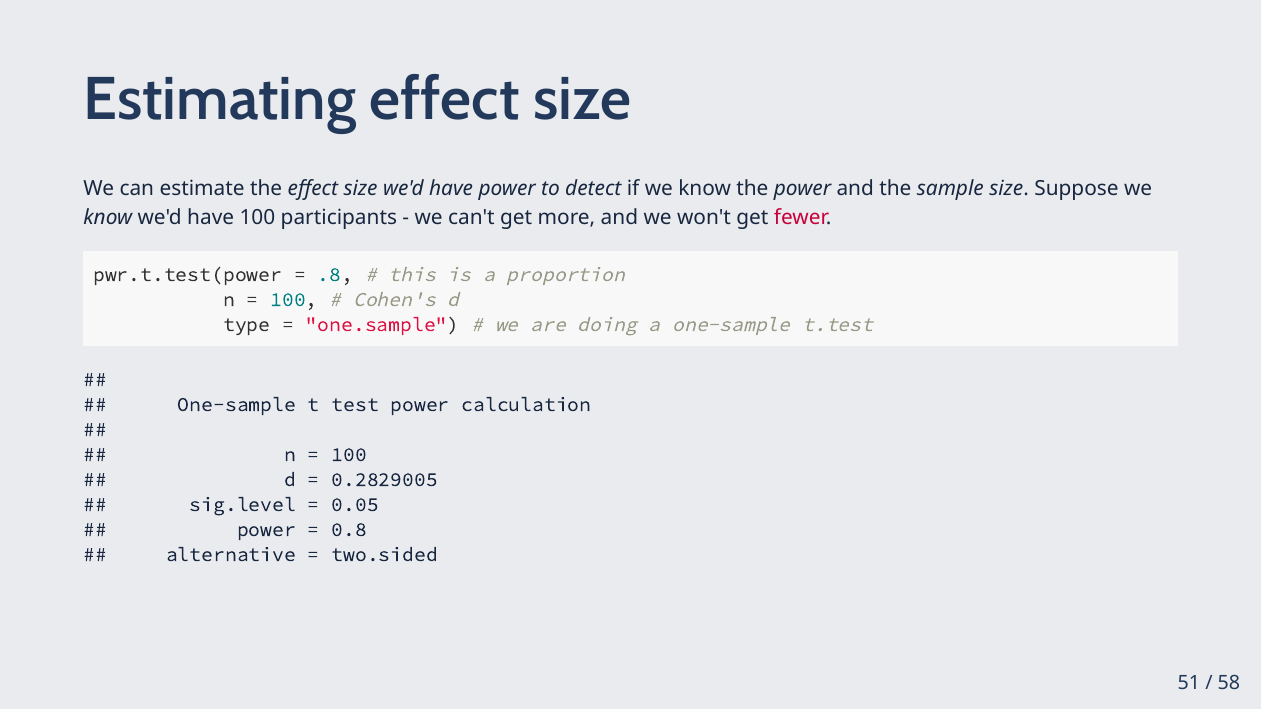 Estimating effect size
We can estimate the effect size we'd have power to detect if we know the power and the sample size. Suppose we
know we'd have 100 participants - we can't get more, and we won't get fewer.
pwr.t.test(power = .8, # this is a proportion
           n = 100, # Cohen's d
           type = "one.sample") # we are doing a one-sample t.test
##
##      One-sample t test power calculation
##
##               n = 100
##               d = 0.2829005
##       sig.level = 0.05
##           power = 0.8
##     alternative = two.sided
51 / 58